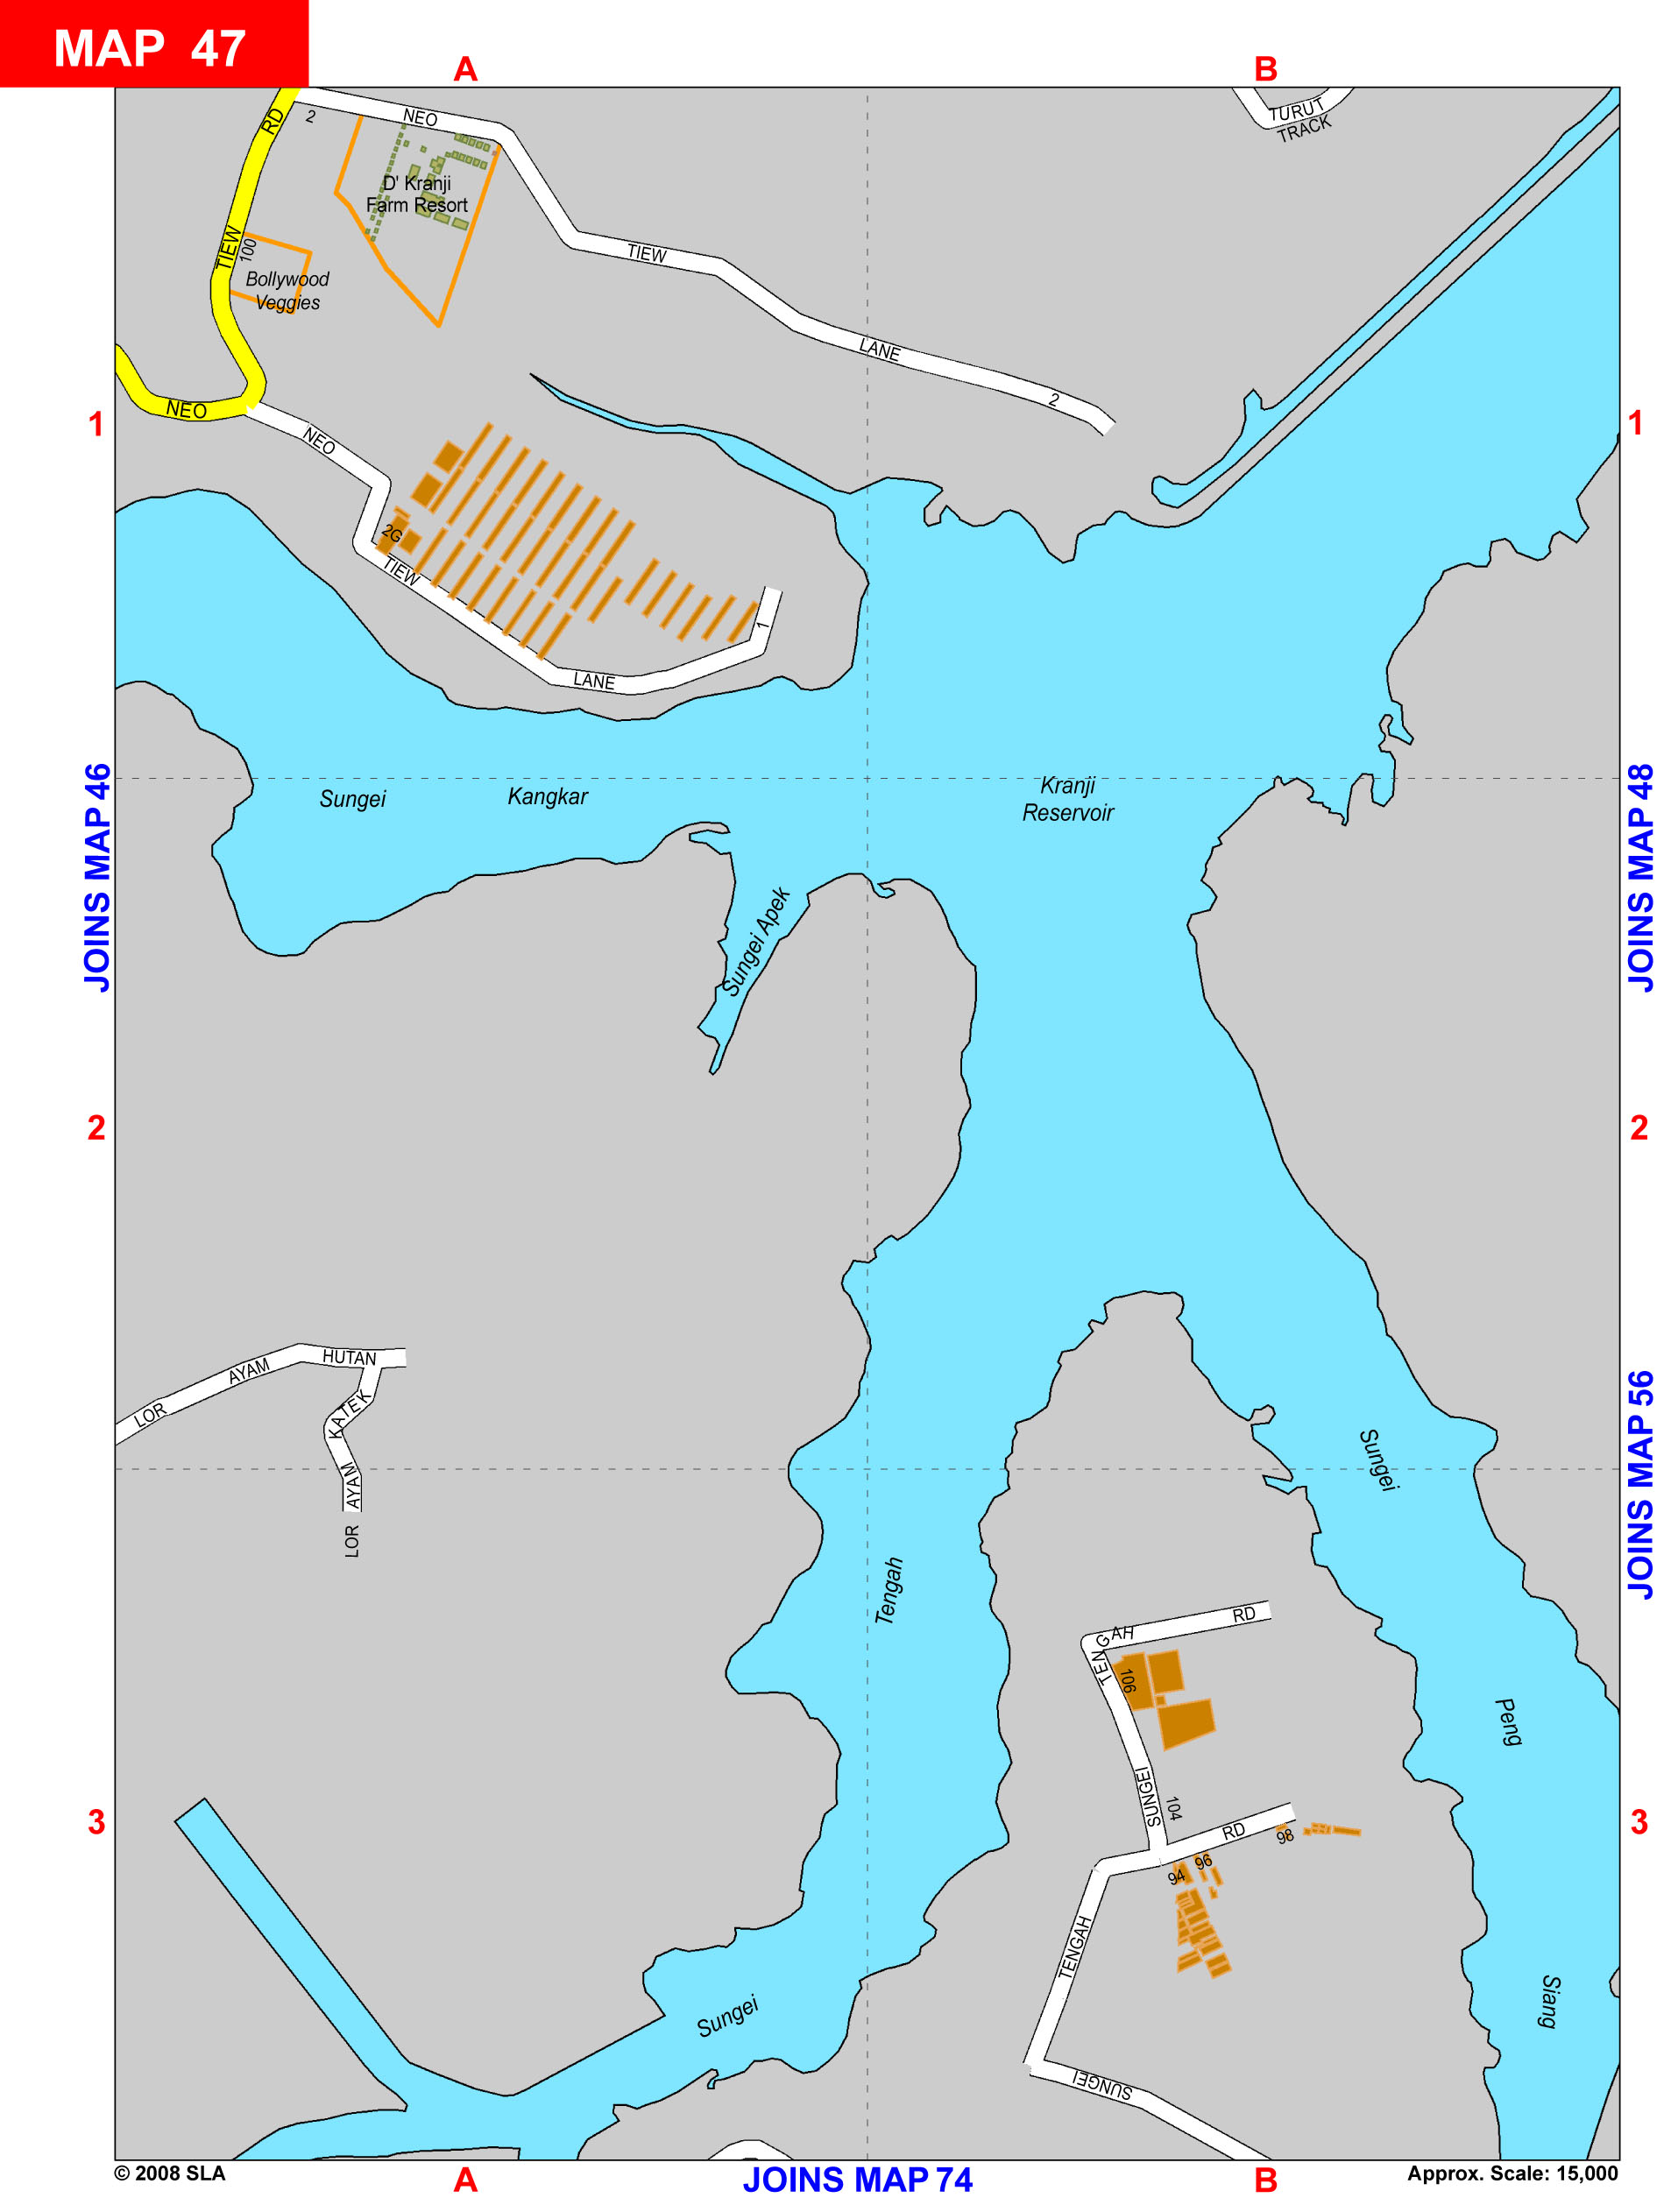 MAP 47
A
B
NEO
RD
2
TURUT
TRACK
D' Kranji
Farm Resort
TIEW
100
TIEW
Bollywood
Veggies
LANE
2
NEO
1
1
NEO
2G
TIEW
1
LANE
JOINS MAP 46
JOINS MAP 48
Sungei
Kangkar
Kranji
Reservoir
Sungei Apek
2
2
LOR
AYAM
HUTAN
KATEK
AYAM
LOR
JOINS MAP 56
Sungei
Tengah
TENGAH
RD
106
Peng
SUNGEI
104
3
3
RD
98
96
94
TENGAH
Siang
Sungei
SUNGEI
© 2008 SLA
A
JOINS MAP 74
B
Approx. Scale: 15,000